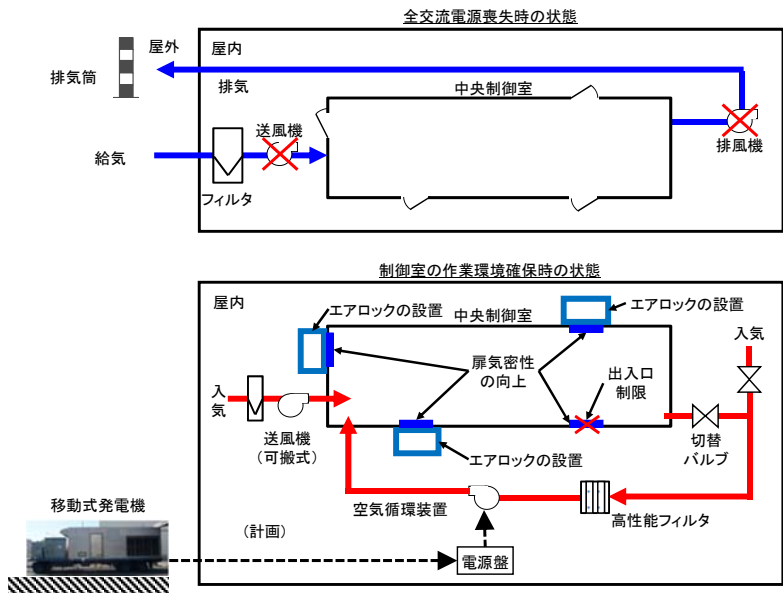 全交流電源喪失時の状態
屋外
屋内
排気筒
排気
中央制御室
送風機
給気
排風機
フィルタ
制御室の作業環境確保時の状態
屋内
エアロックの設置
中央制御室
エアロックの設置
入気
扉気密性
の向上
出入口
制限
入
気
送風機
（可搬式）
切替
バルブ
エアロックの設置
移動式発電機
空気循環装置
高性能フィルタ
（計画）
電源盤